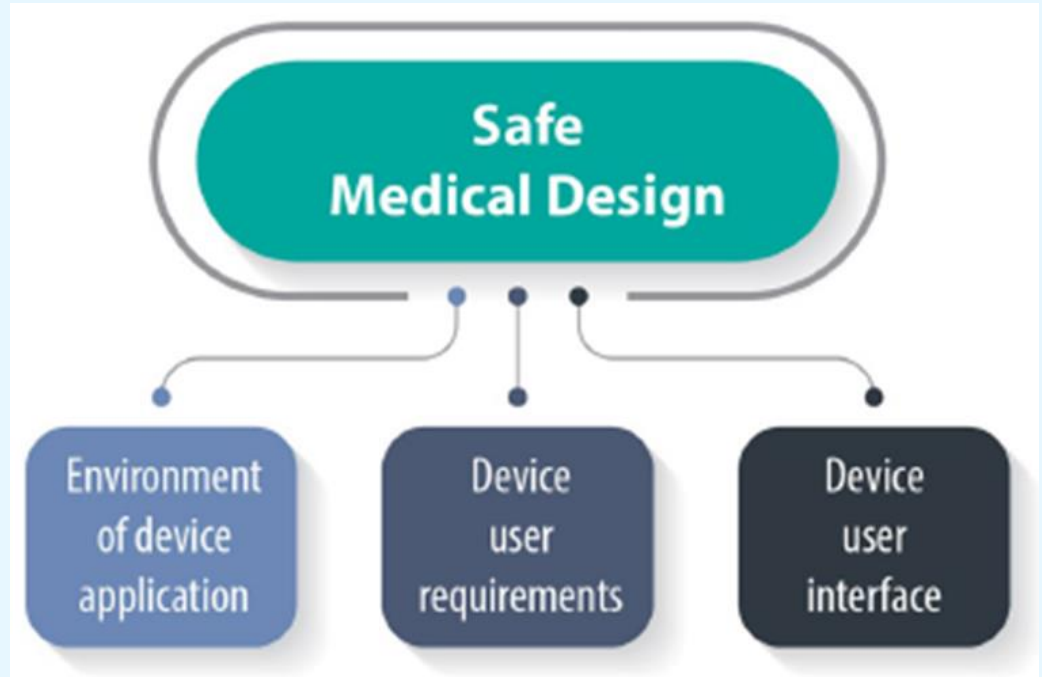 Safe
Medical Design
Environment
of device
application
Device
user
requirements
Device
user
interface